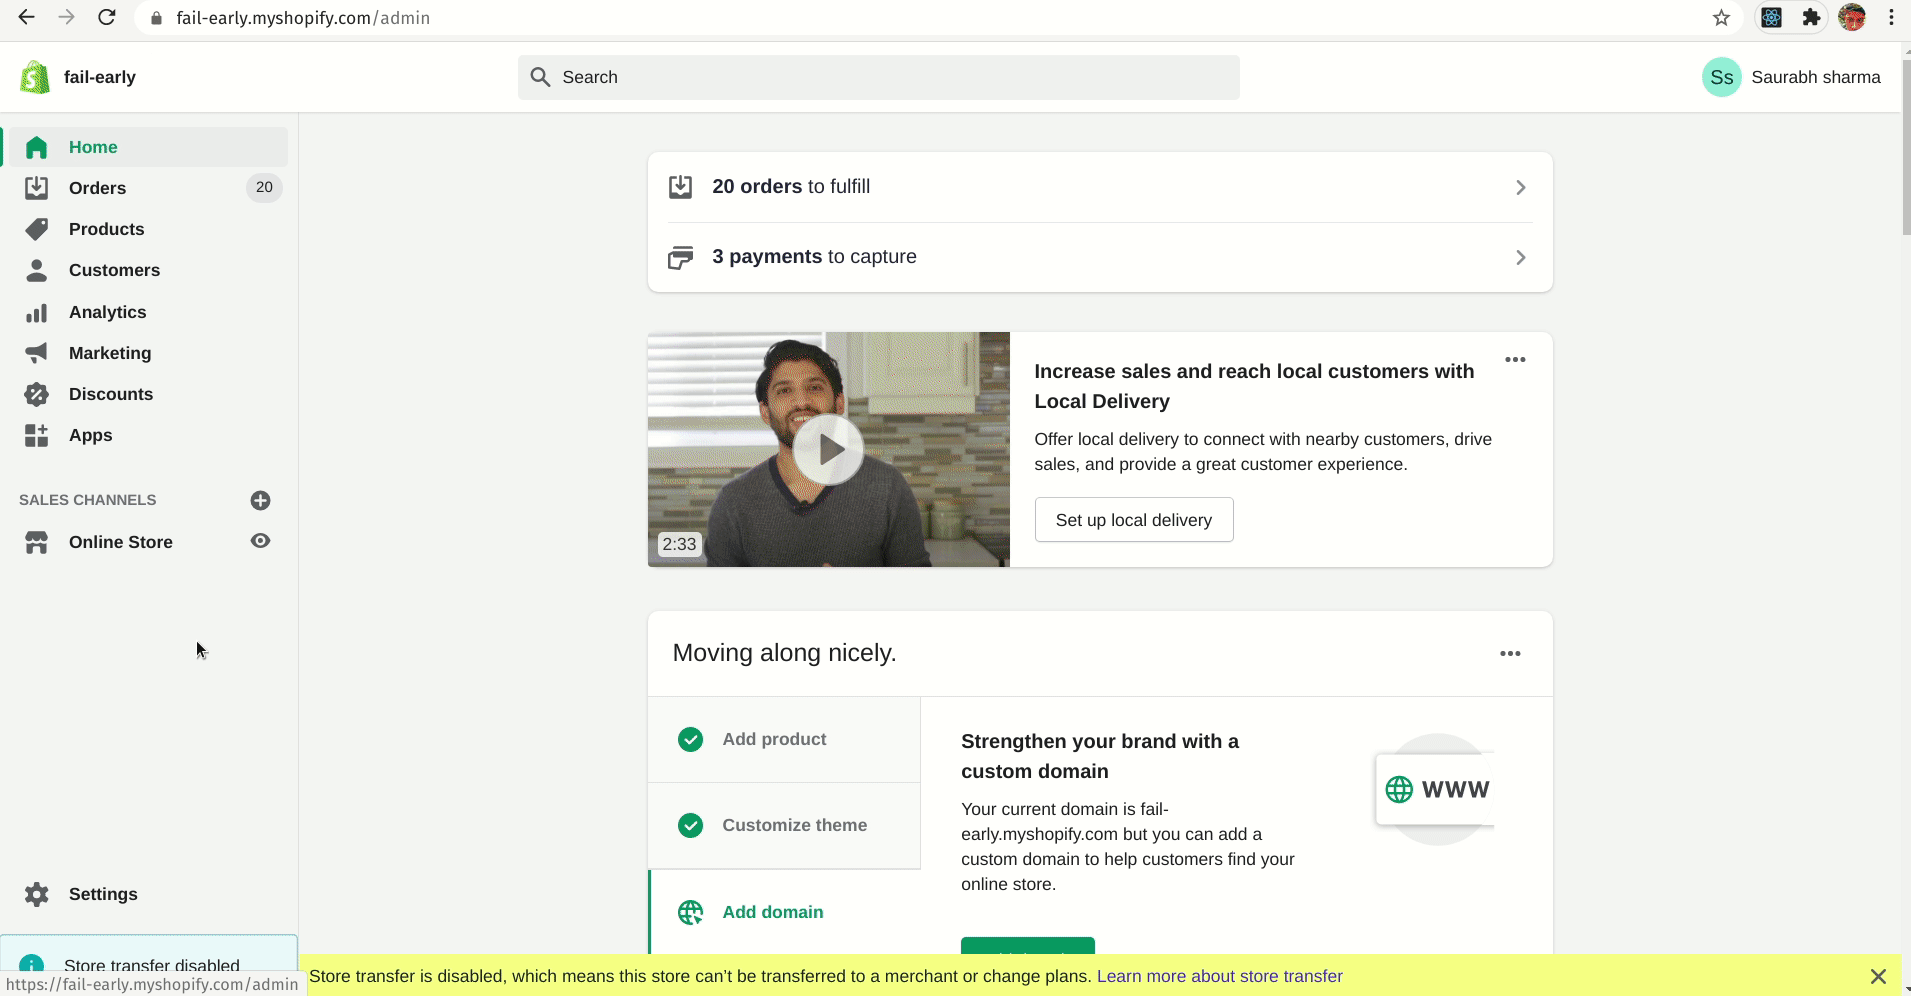 fail-early.myshopify.com/admin
fail-early
Search
Ss Saurabh sharma
Home
Orders 20
Products
Customers
Analytics
Marketing
Discounts
Apps
SALES CHANNELS
Online Store
Settings
Store transfer disabled
https://fail-early.myshopify.com/admin
20 orders to fulfill
3 payments to capture
2:33
Increase sales and reach local customers with
Local Delivery
Offer local delivery to connect with nearby customers, drive
sales, and provide a great customer experience.
Set up local delivery
Moving along nicely.
Add product
Customize theme
Add domain
Strengthen your brand with a
custom domain
Your current domain is fail-
early.myshopify.com but you can add a
custom domain to help customers find your
online store.
WWW
Store transfer is disabled, which means this store can’t be transferred to a merchant or change plans. Learn more about store transfer